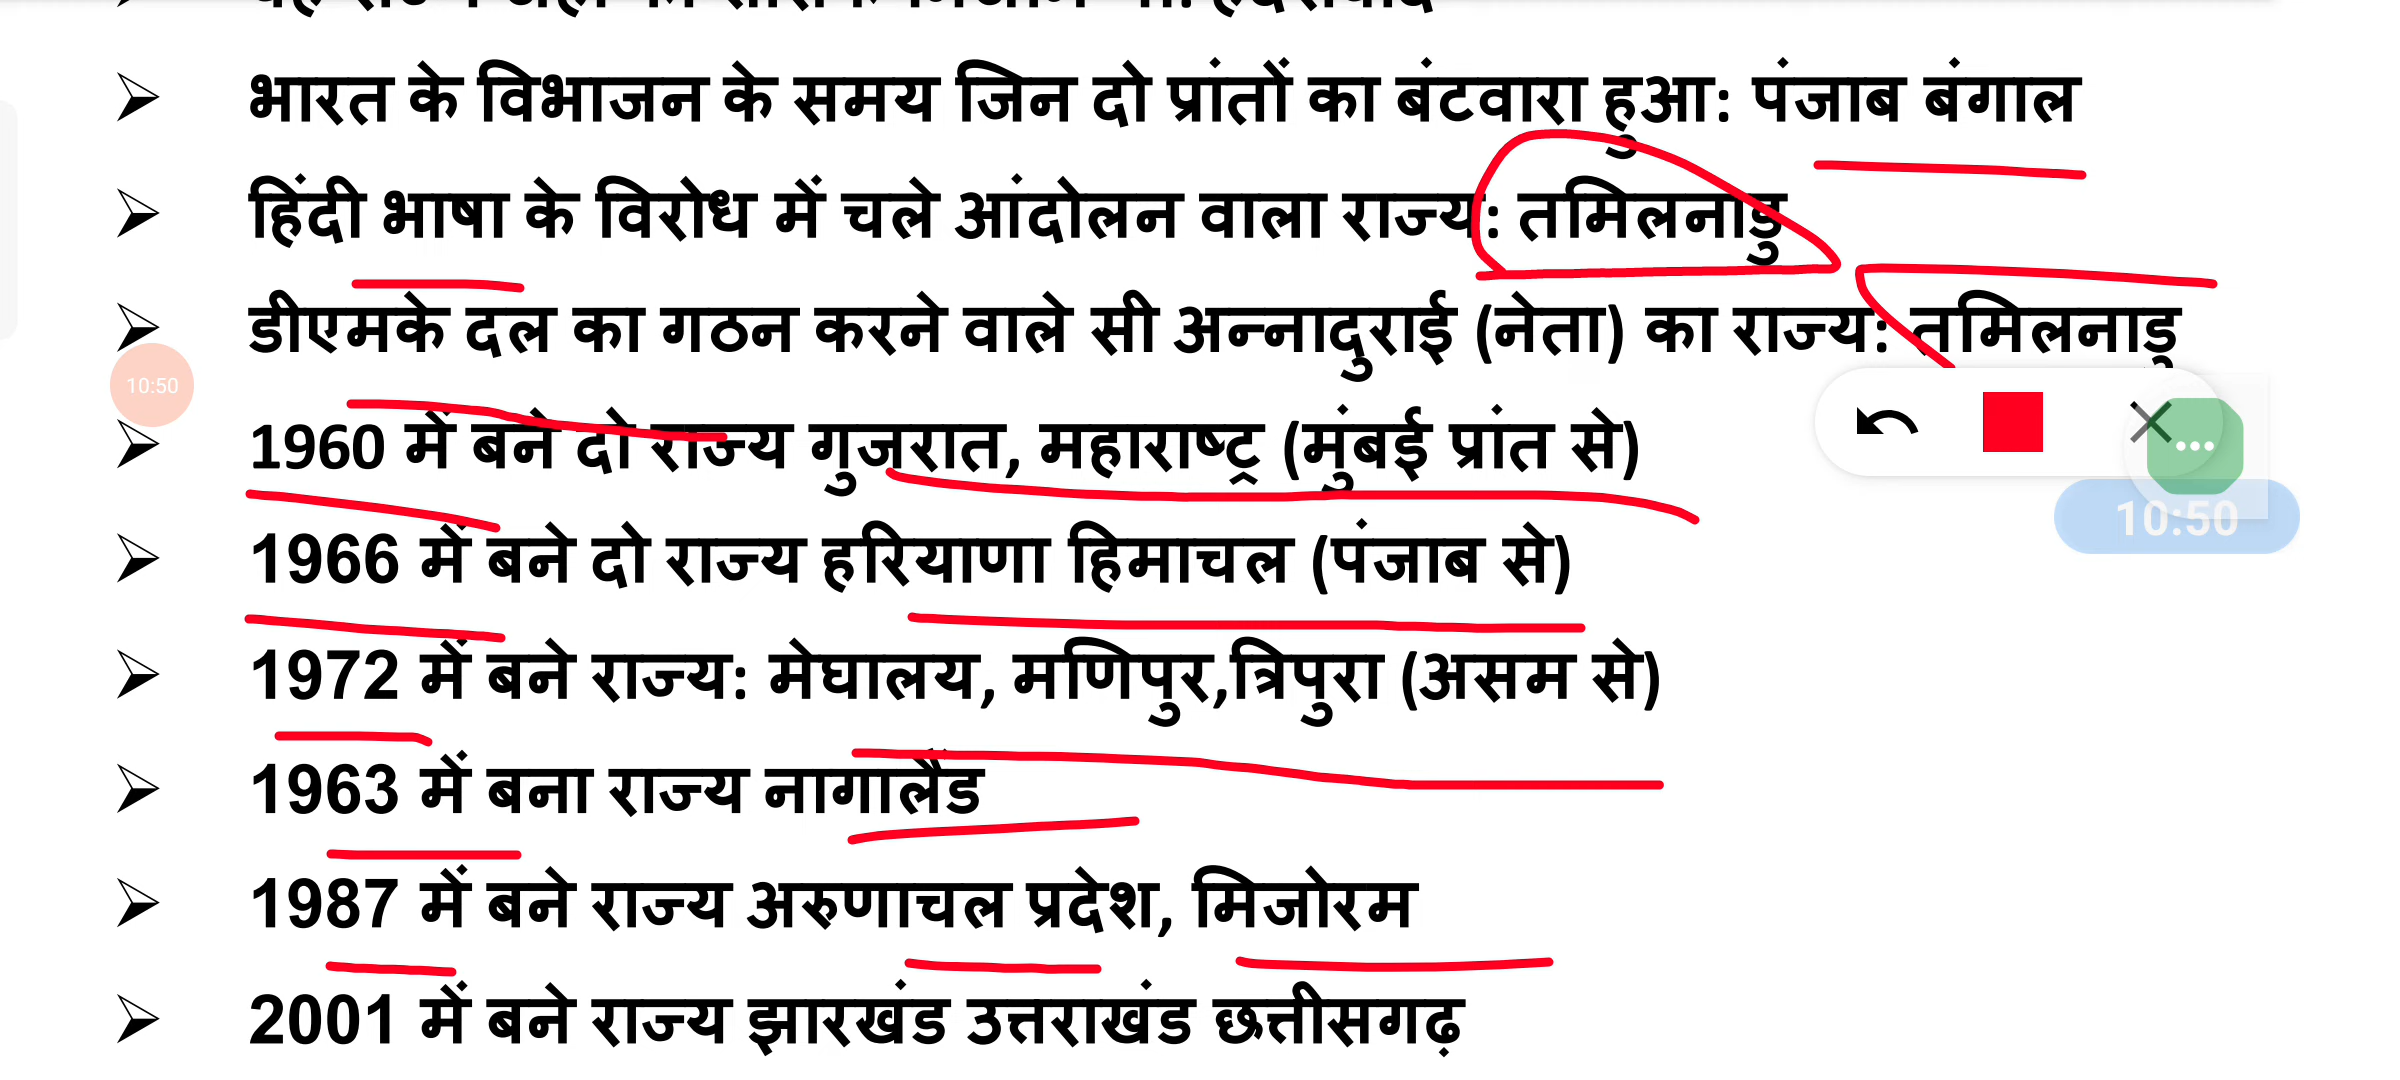 भारत के विभाजन के समय जिन दो प्रांतों का बंटवारा हुआ: पंजाब बंगाल
हिंदी भाषा के विरोध में चले आंदोलन वाला राज्य: तमिलनाडु
डीएमके दल का गठन करने वाले सी अन्नादुराई (नेता) का राज्य: तमिलनाडु
10:50
1960 में बने दो राज्य गुजरात, महाराष्ट्र (मुंबई प्रांत से)
10:50
1966 में बने दो राज्य हरियाणा हिमाचल (पंजाब से)
1972 में बने राज्य: मेघालय, मणिपुर,त्रिपुरा (असम से)
1963 में बना राज्य नागालैंड
1987 में बने राज्य अरुणाचल प्रदेश, मिजोरम
2001 में बने राज्य झारखंड उत्तराखंड छत्तीसगढ़